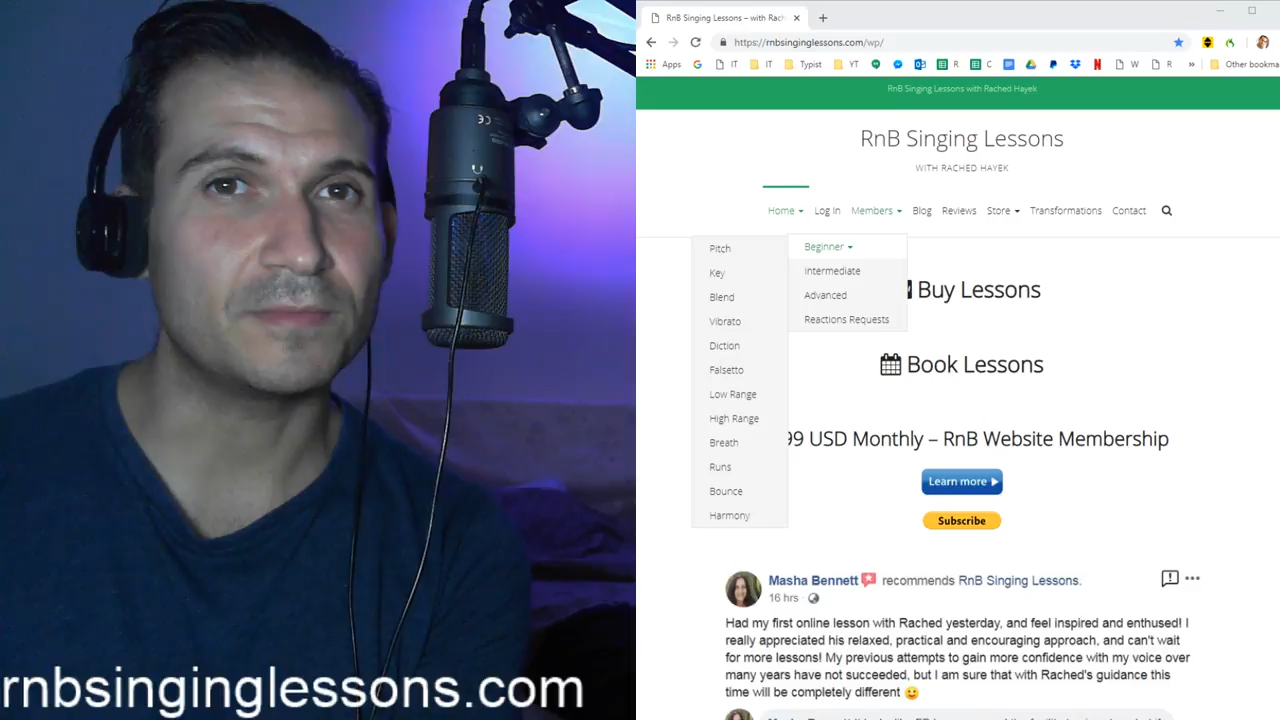 RnB Singing Lessons – with Rach
https://rnbsinginglessons.com/wp/
Apps
IT
IT
Typist
YT
R
C
W
R
»
Other bookma
RnB Singing Lessons with Rached Hayek
RnB Singing Lessons
WITH RACHED HAYEK
Home
Log In
Members
Blog
Reviews
Store
Transformations
Contact
Pitch
Key
Blend
Vibrato
Diction
Falsetto
Low Range
High Range
Breath
Runs
Bounce
Harmony
Beginner
Intermediate
Advanced
Reactions Requests
Buy Lessons
Book Lessons
99 USD Monthly – RnB Website Membership
Learn more
Subscribe
Masha Bennett recommends RnB Singing Lessons.
16 hrs ·
Had my first online lesson with Rached yesterday, and feel inspired and enthused! I
really appreciated his relaxed, practical and encouraging approach, and can't wait
for more lessons! My previous attempts to gain more confidence with my voice over
many years have not succeeded, but I am sure that with Rached's guidance this
time will be completely different
rnbsinginglessons.com